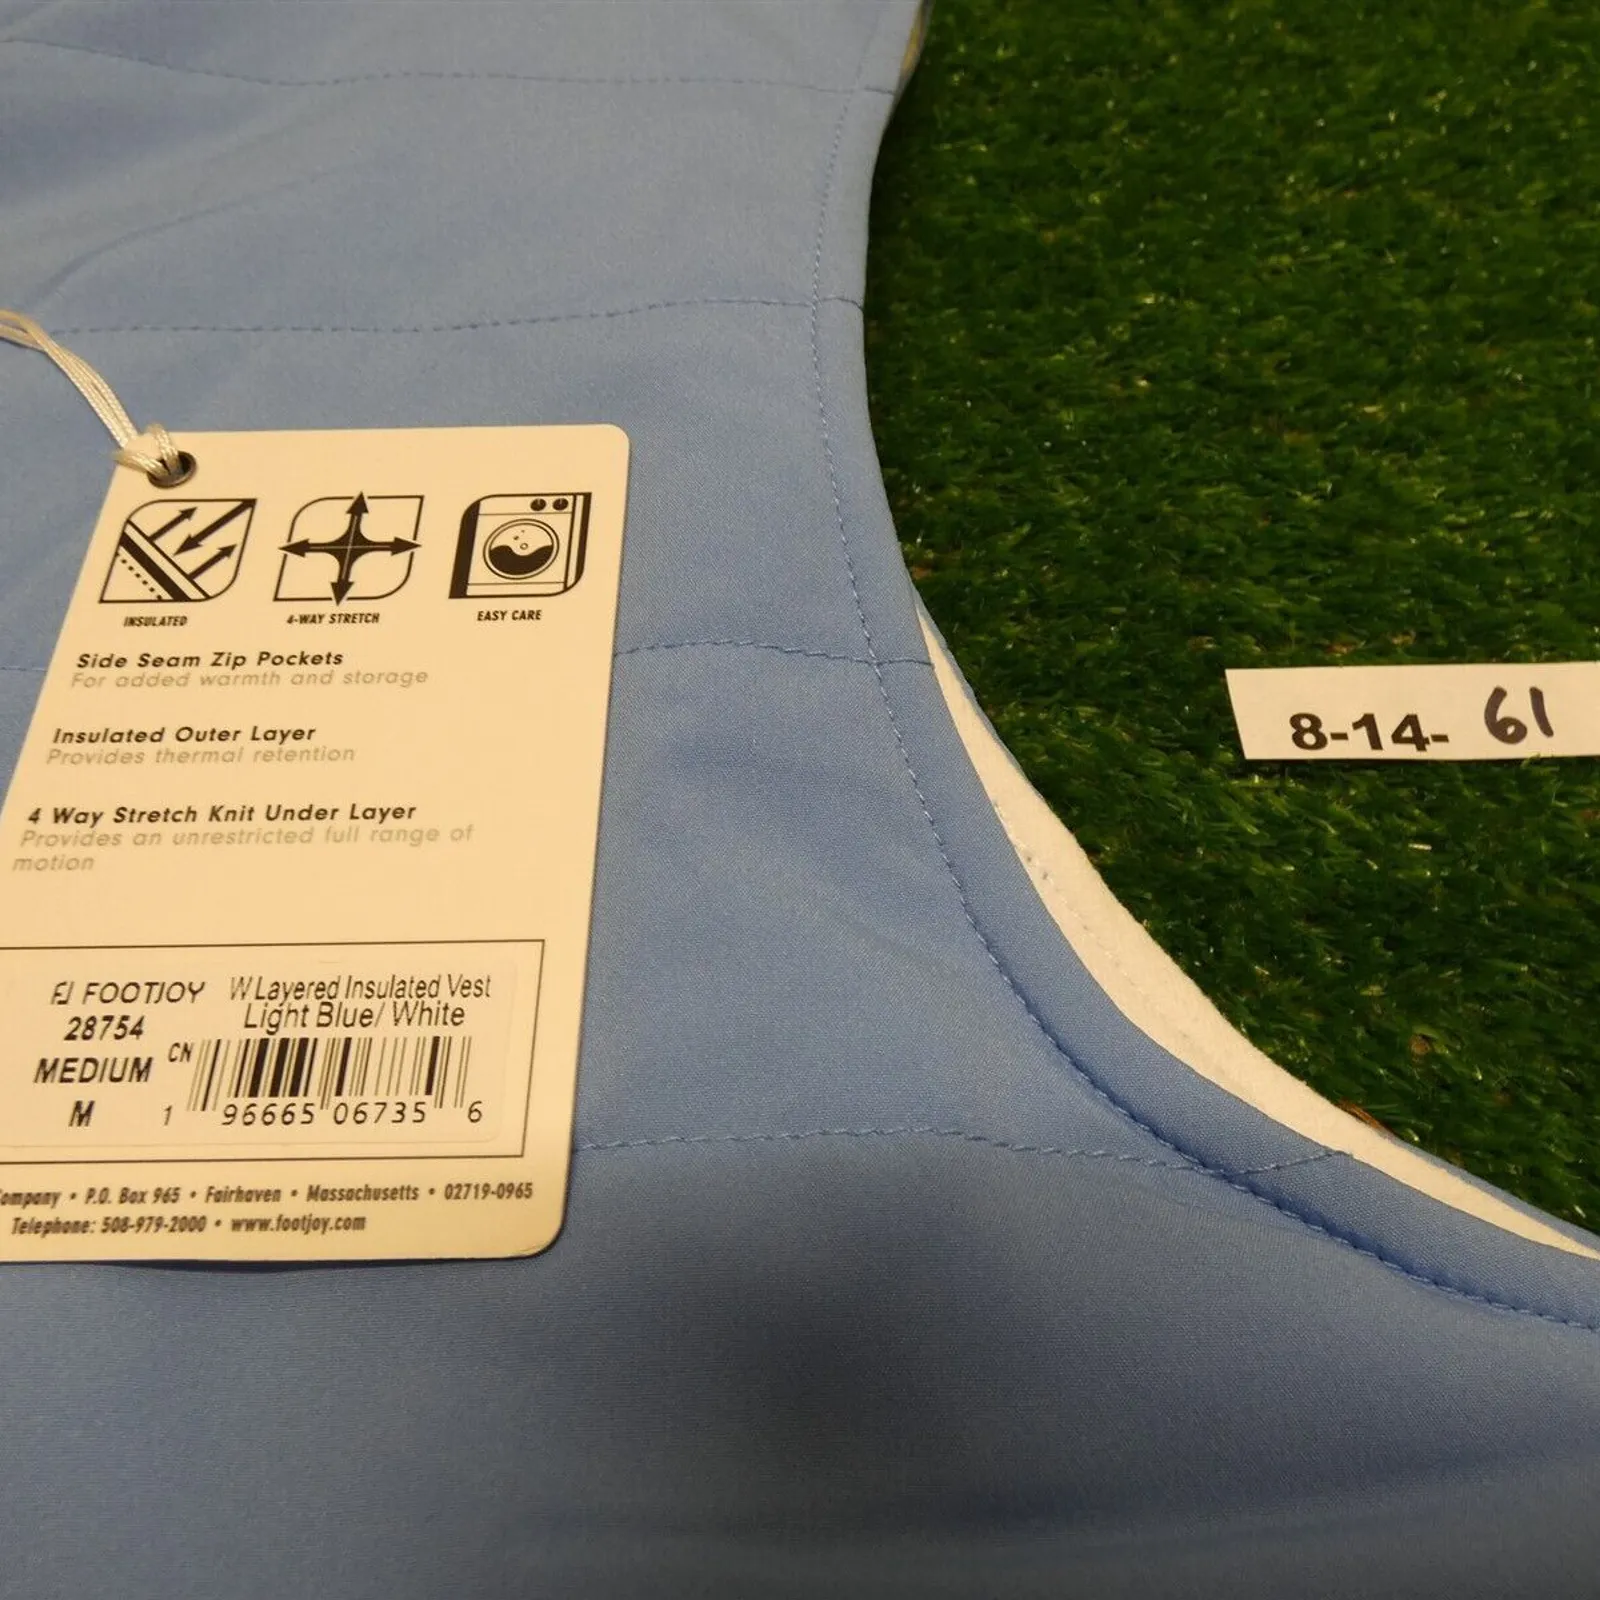 INSULATED 4-WAY STRETCH EASY CARE
Side Seam Zip Pockets
For added warmth and storage
Insulated Outer Layer
Provides thermal retention
4 Way Stretch Knit Under Layer
Provides an unrestricted full range of
motion
FJ FOOTJOY W Layered Insulated Vest
28754 Light Blue/ White
MEDIUM CN
M 1 96665 06735 6
• P.O. Box 965 • Fairhaven • Massachusetts • 02719-0965
Telephone: 508-979-2000 • www.footjoy.com
8-14- 61